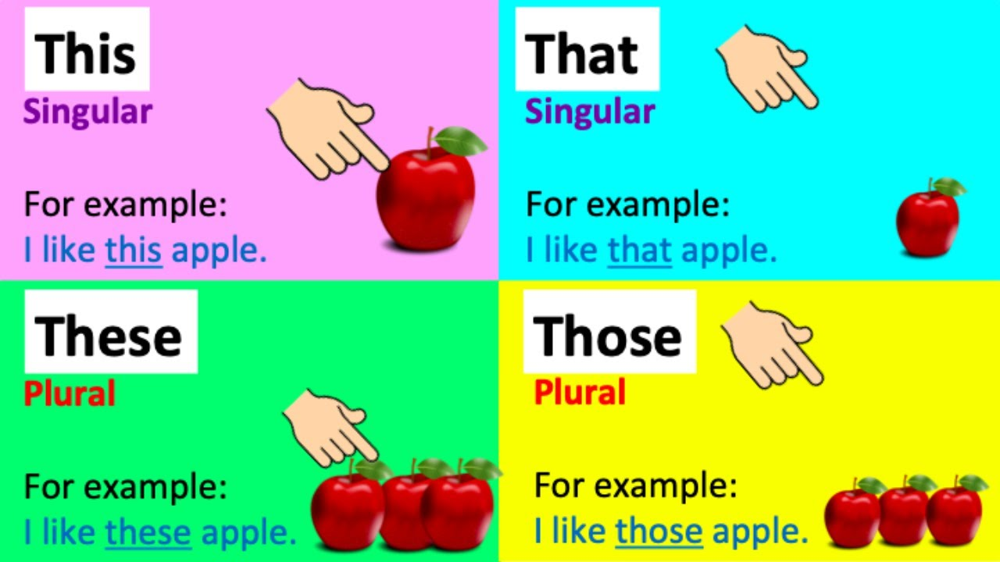 This
Singular
For example:
I like this apple.
That
Singular
For example:
I like that apple.
These
Plural
For example:
I like these apple.
Those
Plural
For example:
I like those apple.